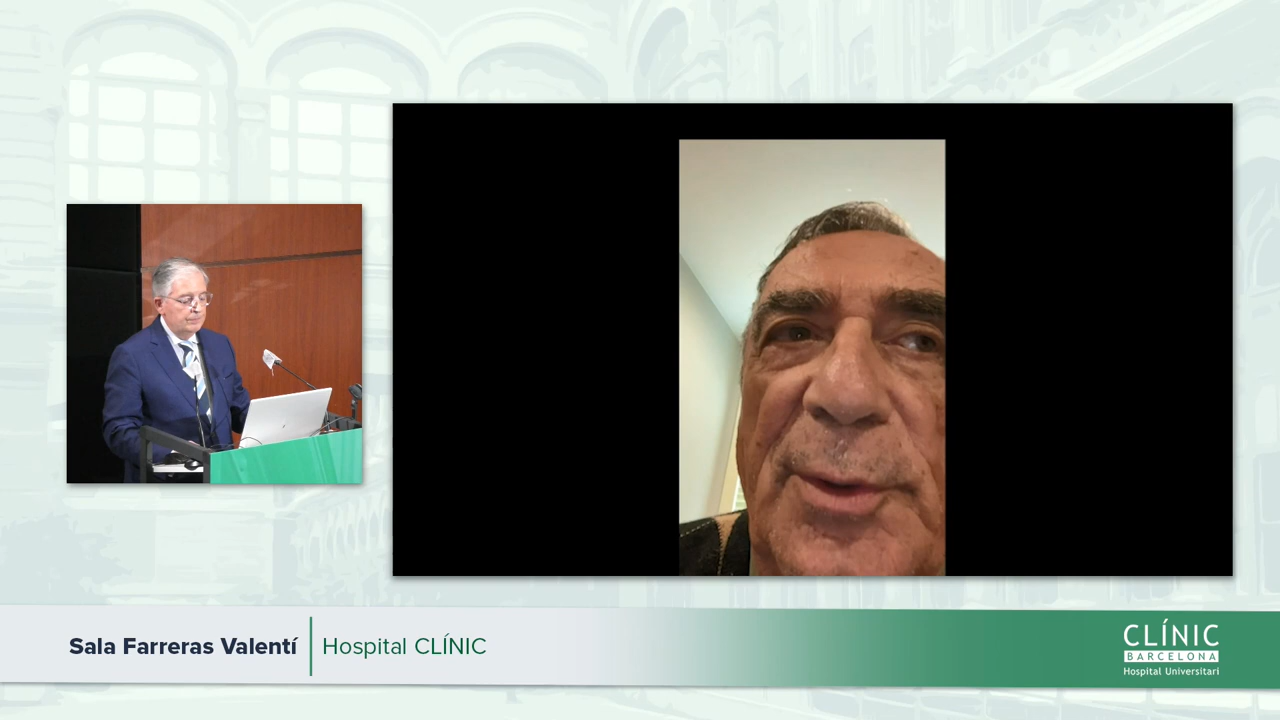 Sala Farreras Valentí
Hospital CLÍNIC
CLÍNIC
BARCELONA
Hospital Universitari